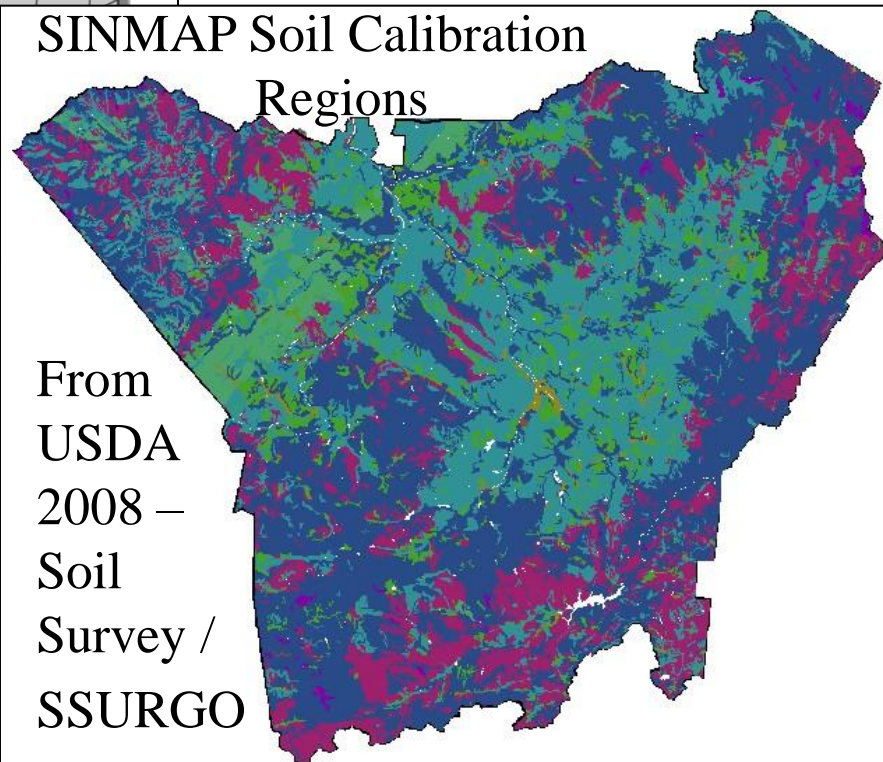 SINMAP Soil Calibration
Regions
From
USDA
2008 –
Soil
Survey /
SSURGO